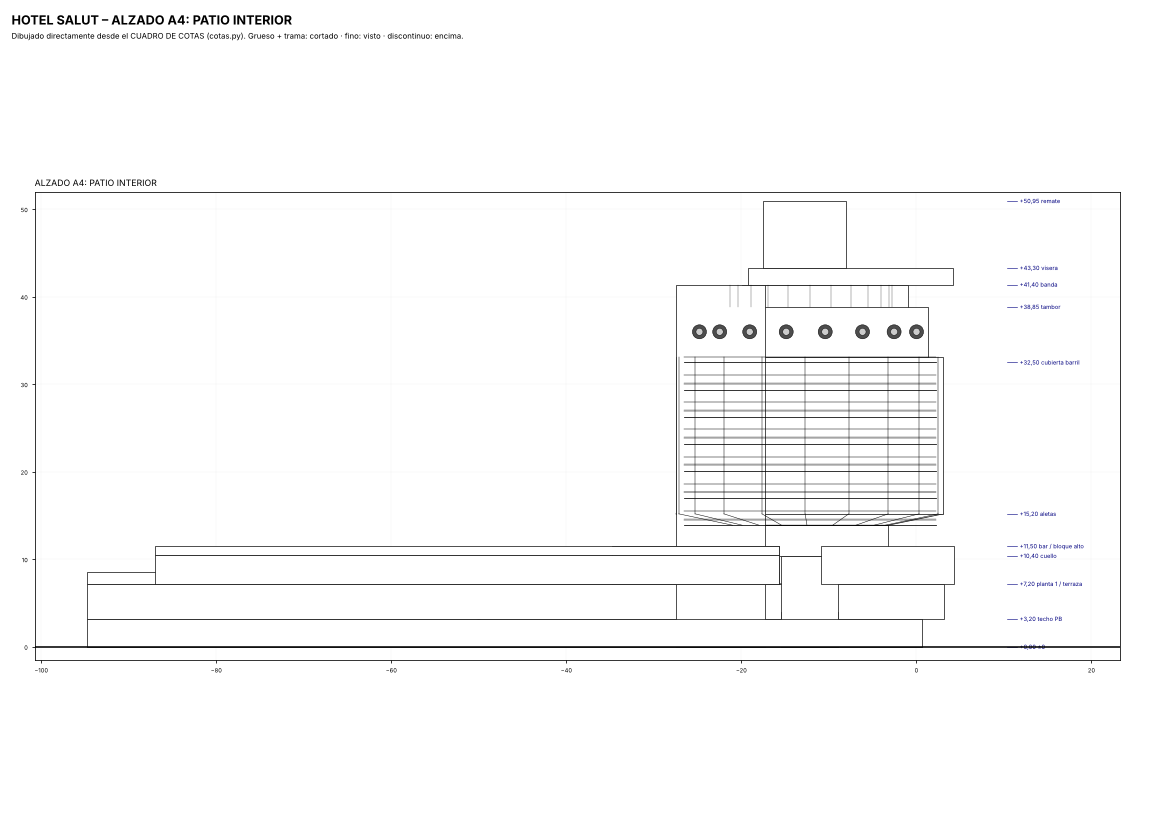 HOTEL SALUT – ALZADO A4: PATIO INTERIOR
Dibujado directamente desde el CUADRO DE COTAS (cotas.py). Grueso + trama: cortado · fino: visto · discontinuo: encima.
ALZADO A4: PATIO INTERIOR
+50,95 remate
50
+43,30 visera
+41,40 banda
40
+38,85 tambor
+32,50 cubierta barril
30
20
+15,20 aletas
+11,50 bar / bloque alto
10
+10,40 cuello
+7,20 planta 1 / terraza
+3,20 techo PB
0
−100
−80
−60
−40
−20
0
20